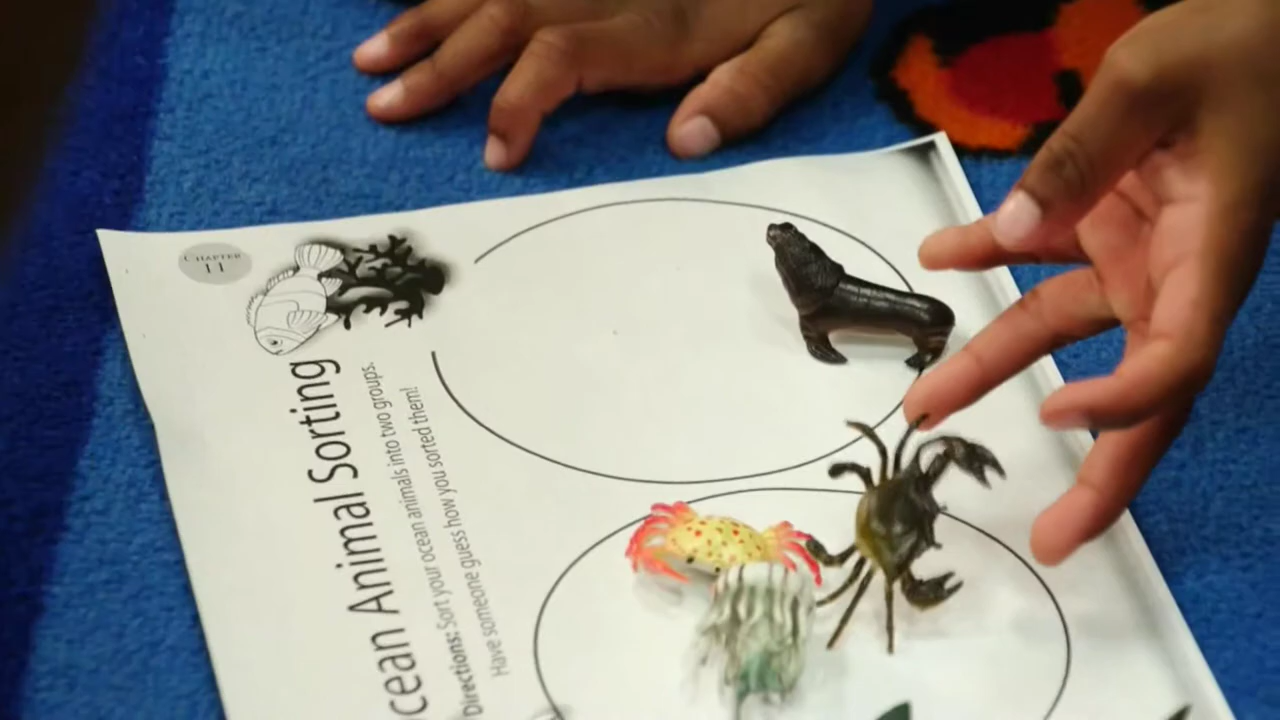 CHAPTER
11
cean Animal Sorting
Directions: Sort your ocean animals into two groups.
Have someone guess how you sorted them!